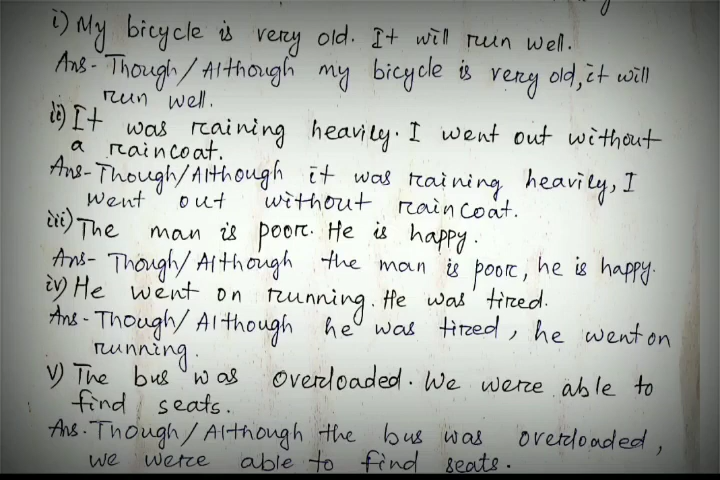 i) My bicycle is very old. It will run well.
Ans- Though/Although my bicycle is very old, it will
run well.
ii) It was raining heavily. I went out without
a raincoat.
Ans- Though/Although it was raining heavily, I
went out without raincoat.
iii) The man is poor. He is happy.
Ans- Though/Although the man is poor, he is happy.
iv) He went on running. He was tired.
Ans- Though/Although he was tired, he went on
running.
v) The bus was overloaded. We were able to
find seats.
Ans. Though/Although the bus was overloaded,
we were able to find seats.